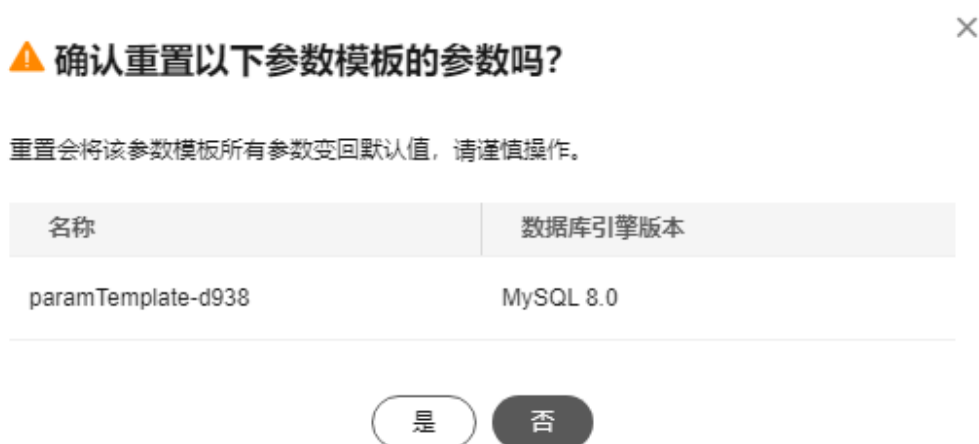 确认重置以下参数模板的参数吗?
重置会将该参数模板所有参数变回默认值，请谨慎操作。
名称 数据库引擎版本
paramTemplate-d938 MySQL 8.0
是 否